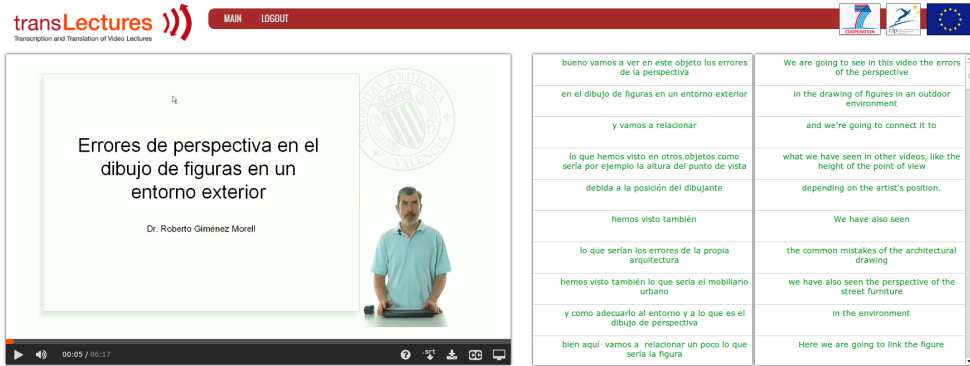 transLectures
Transcription and Translation of Video Lectures
MAIN LOGOUT
7
COOPERATION
cip
UNIVERSITAT POLITÈCNICA
VALÈNCIA
Errores de perspectiva en el
dibujo de figuras en un
entorno exterior
Dr. Roberto Giménez Morell
00:05 / 06:17
? .srt CC
bueno vamos a ver en este objeto los errores
de la perspectiva
We are going to see in this video the errors
of the perspective
en el dibujo de figuras en un entorno exterior
in the drawing of figures in an outdoor
environment
y vamos a relacionar
and we're going to connect it to
lo que hemos visto en otros objetos como
sería por ejemplo la altura del punto de vista
what we have seen in other videos, like the
height of the point of view
debida a la posición del dibujante
depending on the artist's position.
hemos visto también
We have also seen
lo que serían los errores de la propia
arquitectura
the common mistakes of the architectural
drawing
hemos visto también lo que sería el mobiliario
urbano
we have also seen the perspective of the
street furniture
y como adecuarlo al entorno y a lo que es el
dibujo de perspectiva
in the environment
bien aquí vamos a relacionar un poco lo que
sería la figura
Here we are going to link the figure